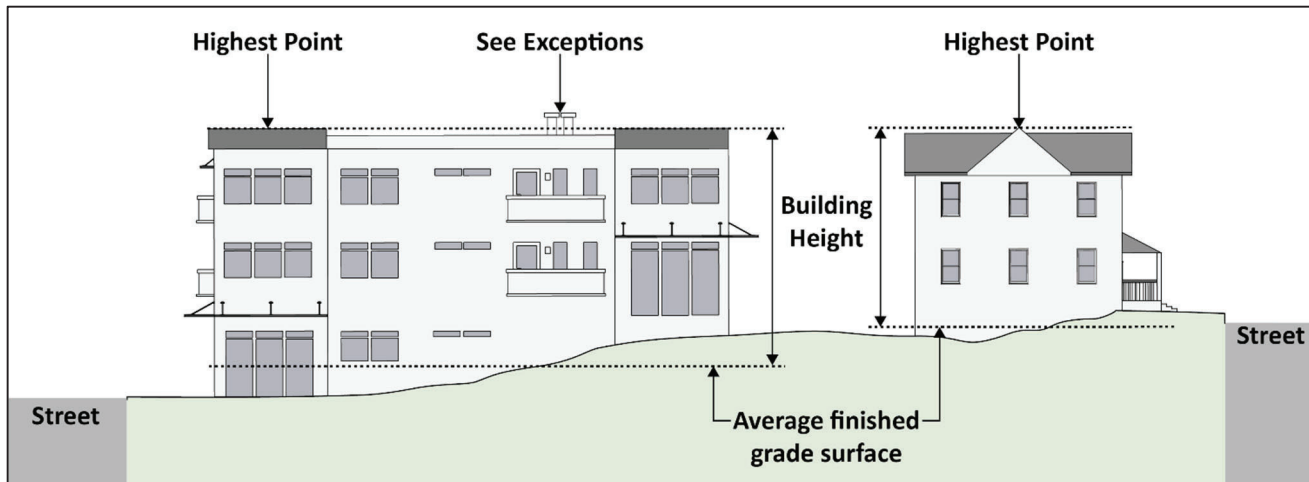 Highest Point
See Exceptions
Highest Point
Building
Height
Street
Street
Average finished
grade surface